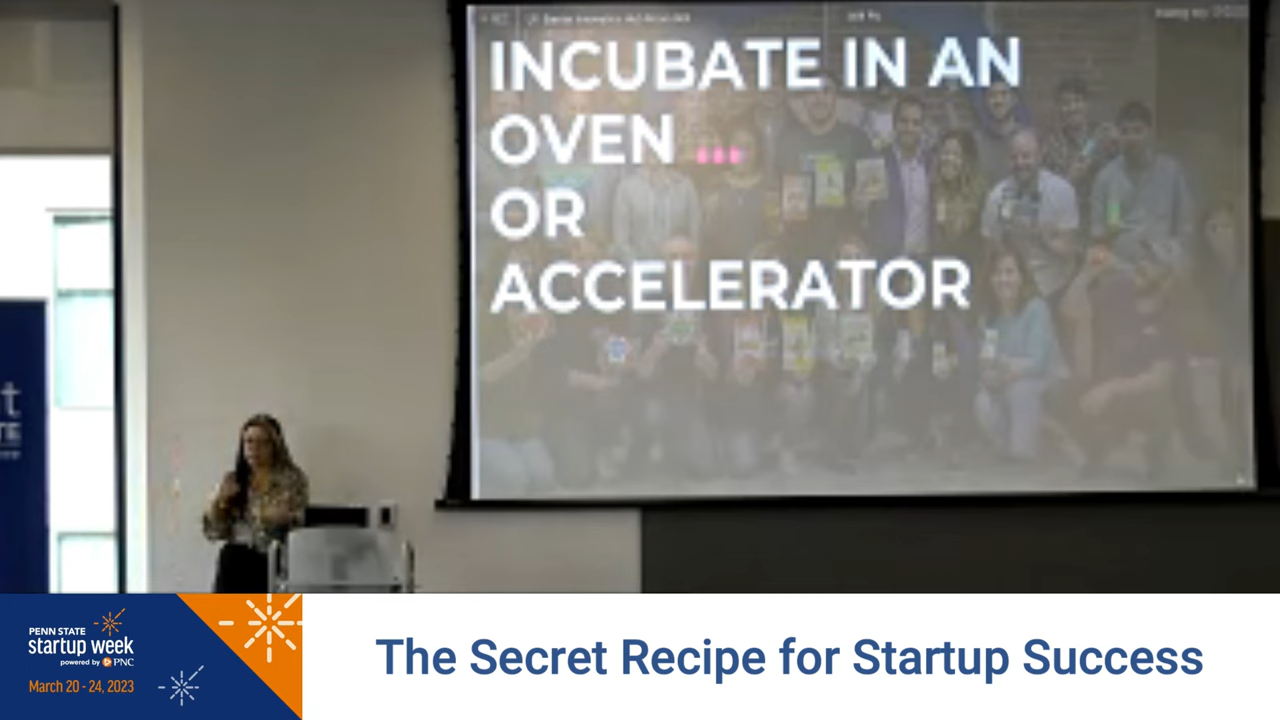 INCUBATE IN AN
OVEN ...
OR
ACCELERATOR
t
TE
PENN STATE
startup week
powered by PNC
March 20 - 24, 2023
The Secret Recipe for Startup Success